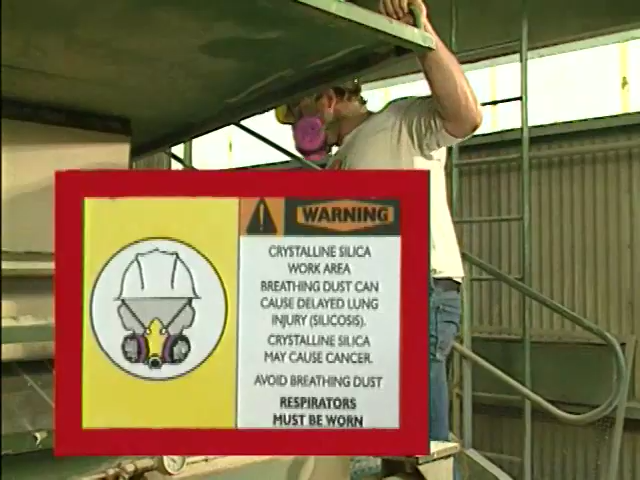 WARNING
CRYSTALLINE SILICA
WORK AREA
BREATHING DUST CAN
CAUSE DELAYED LUNG
INJURY (SILICOSIS).
CRYSTALLINE SILICA
MAY CAUSE CANCER.
AVOID BREATHING DUST
RESPIRATORS
MUST BE WORN